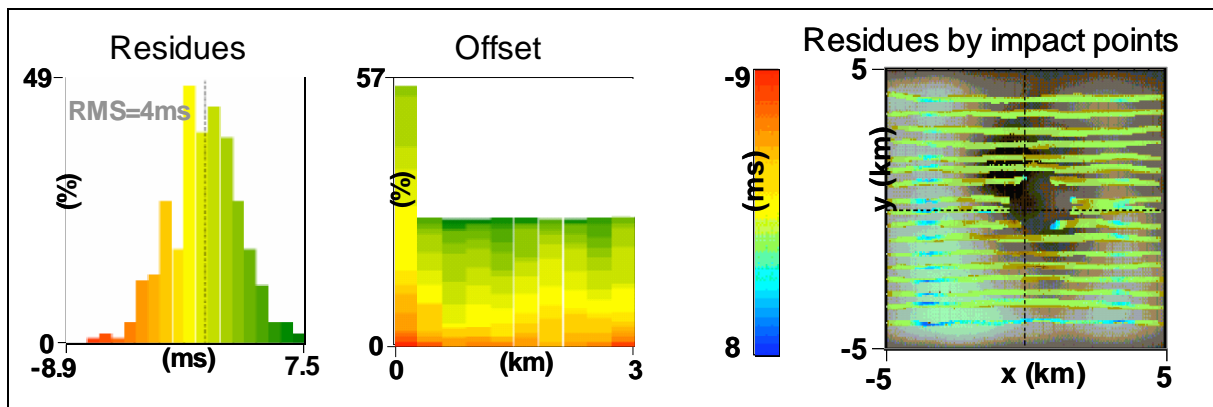 Residues
49
RMS=4ms
(%)
0
-8.9
(ms)
7.5
Offset
57
(%)
0
0
(km)
3
-9
(ms)
8
Residues by impact points
5
y (km)
-5
-5
x (km)
5